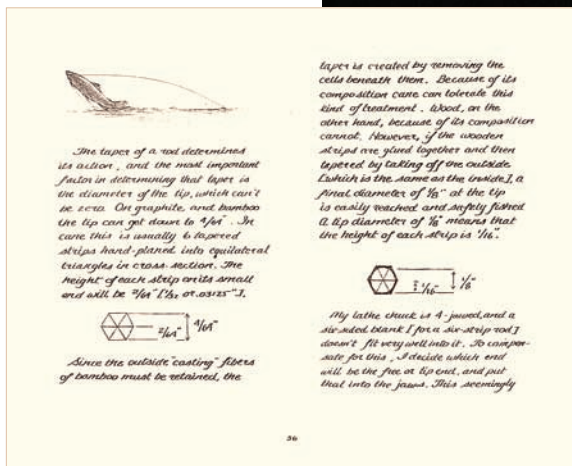 The taper of a rod determines
its action, and the most important
factor in determining that taper is
the diameter of the tip, which can't
be zero. On graphite and bamboo
the tip can get down to 4/64". In
cane this is usually 6 tapered
strips hand-planed into equilateral
triangles in cross-section. The
height of each strip on its small
end will be 2/64" [1/32 or .03125"].
2/64" 4/64"
Since the outside "casting" fibers
of bamboo must be retained, the
taper is created by removing the
cells beneath them. Because of its
composition cane can tolerate this
kind of treatment. Wood, on the
other hand, because of its composition
cannot. However, if the wooden
strips are glued together and then
tapered by taking off the outside
[which is the same as the inside], a
final diameter of 1/8" at the tip
is easily reached and safely fished
A tip diameter of 1/8" means that
the height of each strip is 1/16".
1/16" 1/8"
My lathe chuck is 4-jawed, and a
six-sided blank [for a six-strip rod]
doesn't fit very well into it. To compen-
sate for this, I decide which end
will be the free or tip end, and put
that into the jaws. This seemingly
36